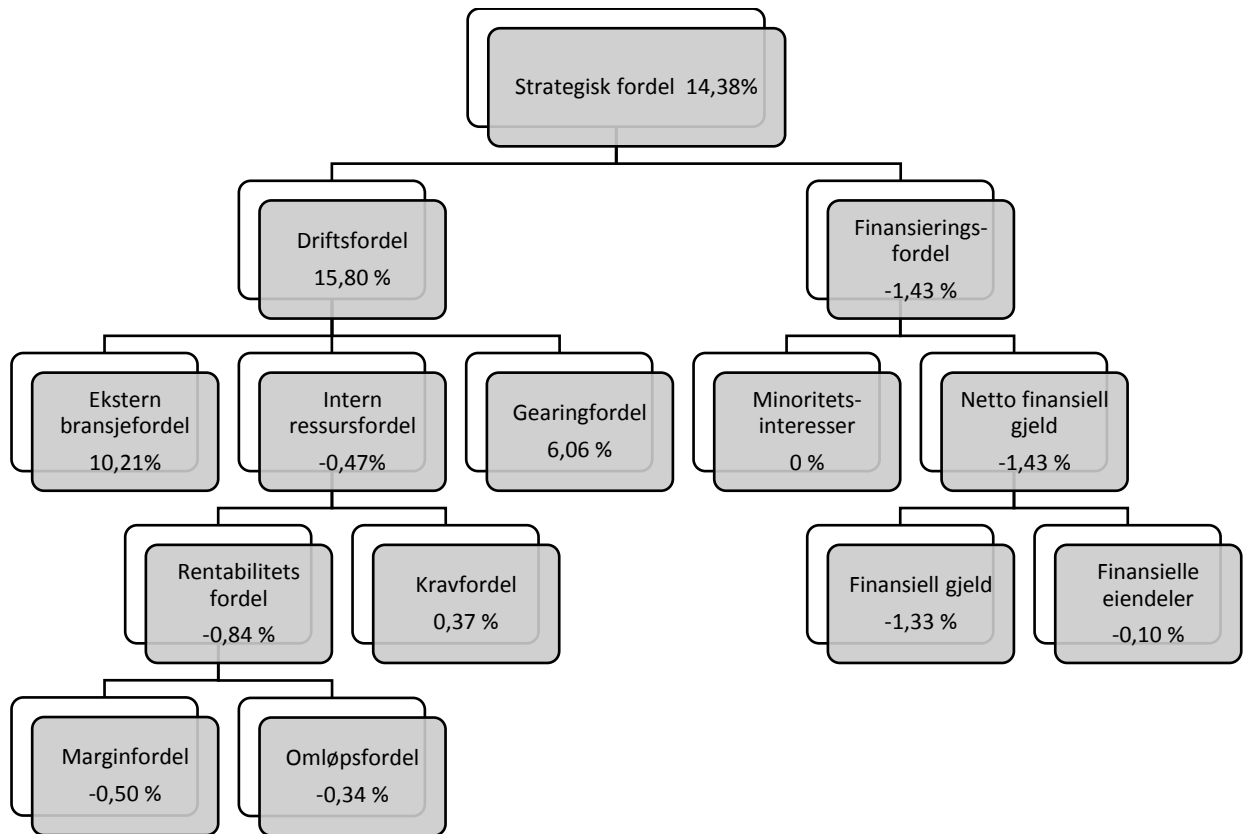 Strategisk fordel 14,38%
Driftsfordel
15,80 %
Finansierings-
fordel
-1,43 %
Ekstern
bransjefordel
10,21%
Intern
ressursfordel
-0,47%
Gearingfordel
6,06 %
Minoritets-
interesser
0 %
Netto finansiell
gjeld
-1,43 %
Rentabilitets
fordel
-0,84 %
Kravfordel
0,37 %
Finansiell gjeld
-1,33 %
Finansielle
eiendeler
-0,10 %
Marginfordel
-0,50 %
Omløpsfordel
-0,34 %